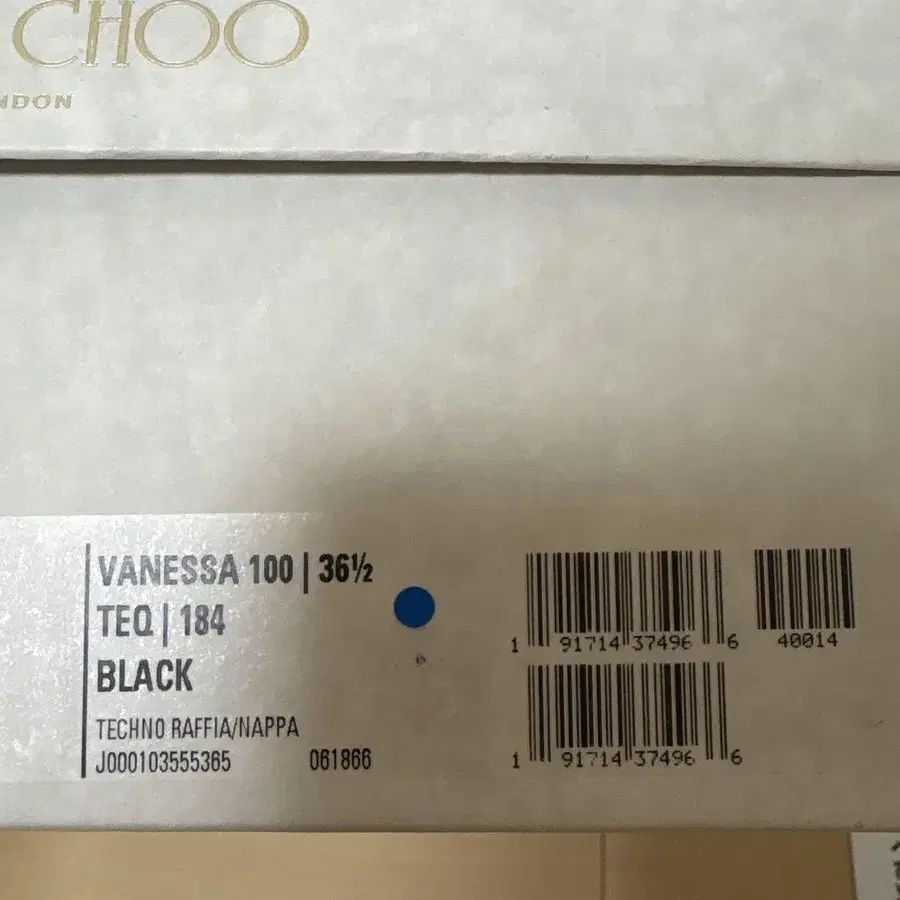 CHOO
NDON
VANESSA 100 | 36½
TEQ | 184
BLACK
TECHNO RAFFIA/NAPPA
J000103555365 061866
1 91714 37496 6
40014
1 91714 37496 6